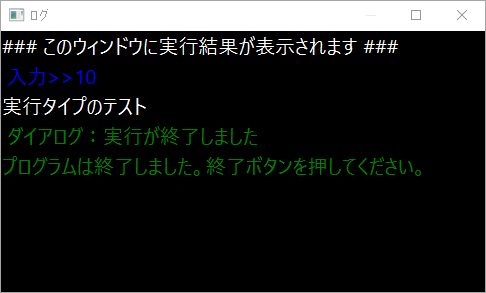 ログ
### このウィンドウに実行結果が表示されます ###
入力>>10
実行タイプのテスト
ダイアログ：実行が終了しました
プログラムは終了しました。終了ボタンを押してください。